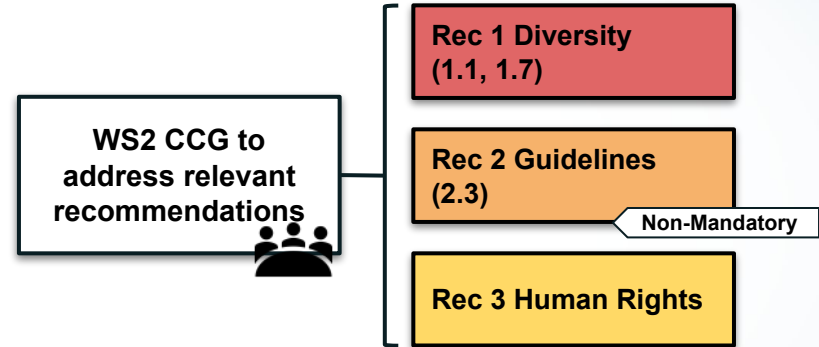 WS2 CCG to
address relevant
recommendations
Rec 1 Diversity
(1.1, 1.7)
Rec 2 Guidelines
(2.3)
Non-Mandatory
Rec 3 Human Rights